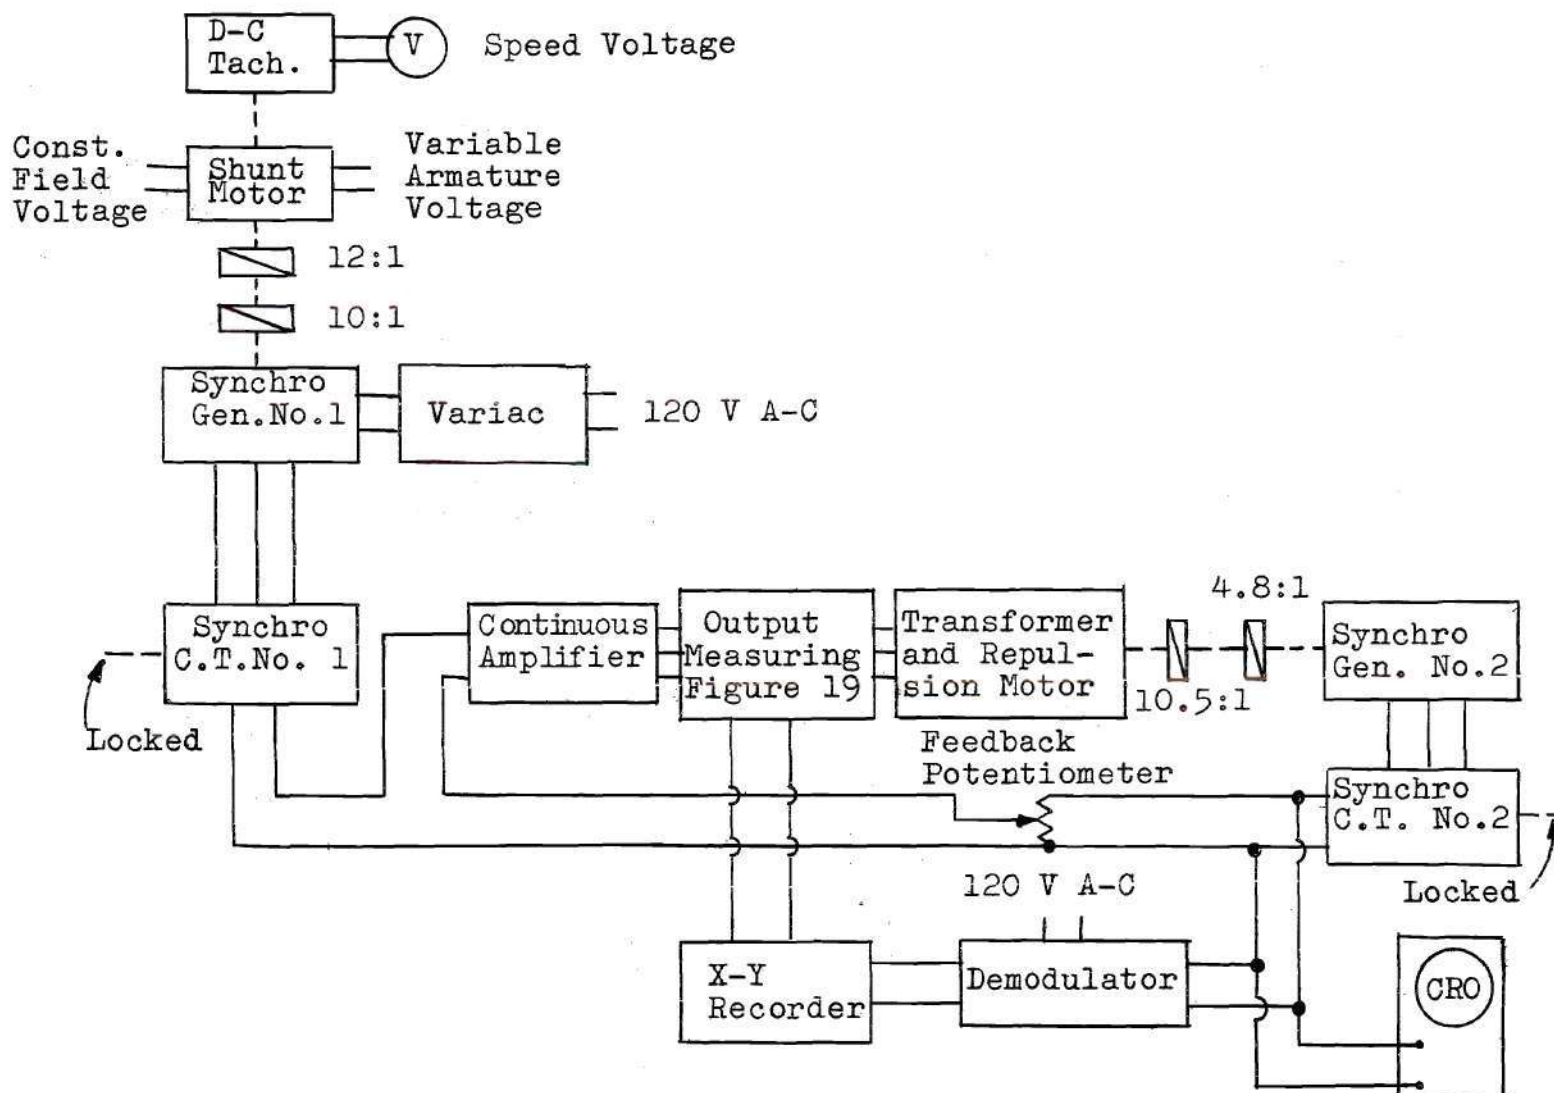 D-C
Tach.
V
Speed Voltage
Const.
Field
Voltage
Shunt
Motor
Variable
Armature
Voltage
12:1
10:1
Synchro
Gen.No.1
Variac
120 V A-C
Synchro
C.T.No. 1
Locked
Continuous
Amplifier
Output
Measuring
Figure 19
Transformer
and Repul-
sion Motor
4.8:1
10.5:1
Synchro
Gen. No.2
Feedback
Potentiometer
Synchro
C.T. No.2
Locked
120 V A-C
X-Y
Recorder
Demodulator
CRO